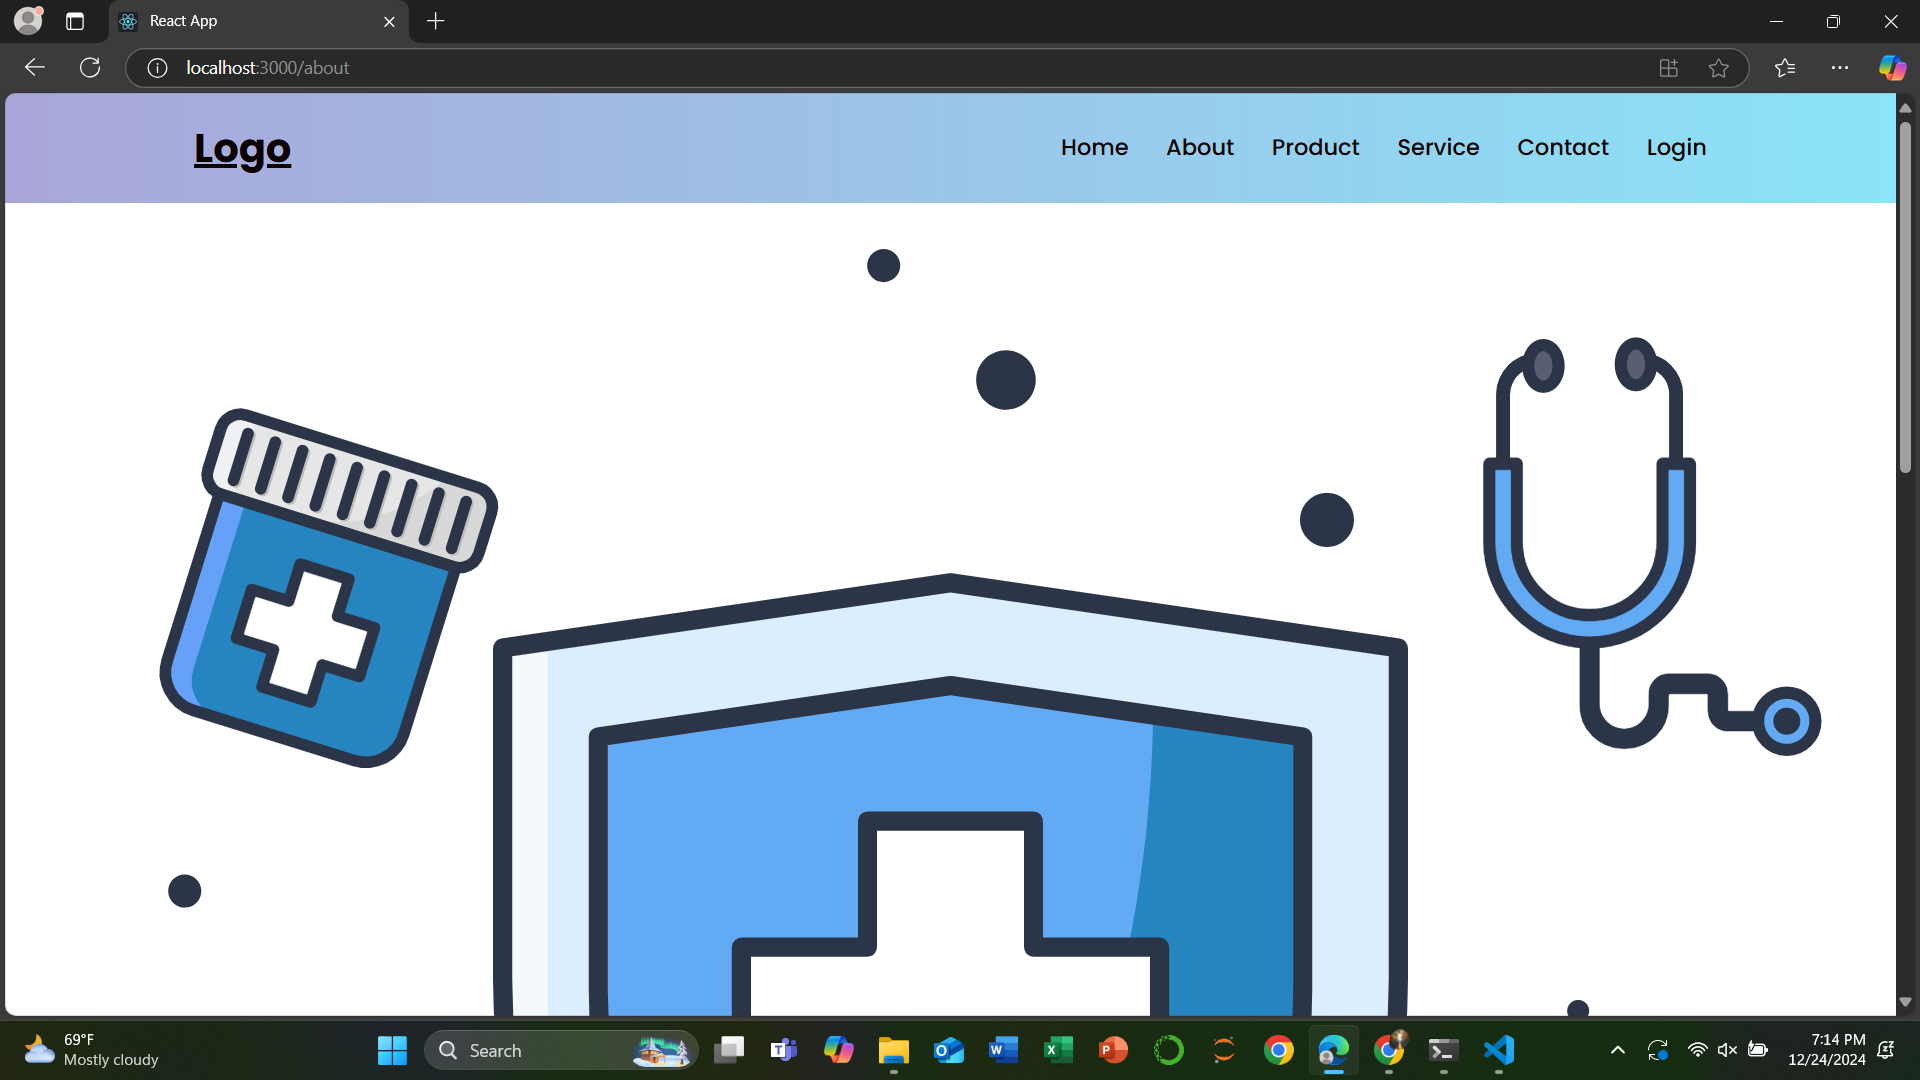 React App
localhost:3000/about
Logo
Home About Product Service Contact Login
69°F
Mostly cloudy
Search
7:14 PM
12/24/2024